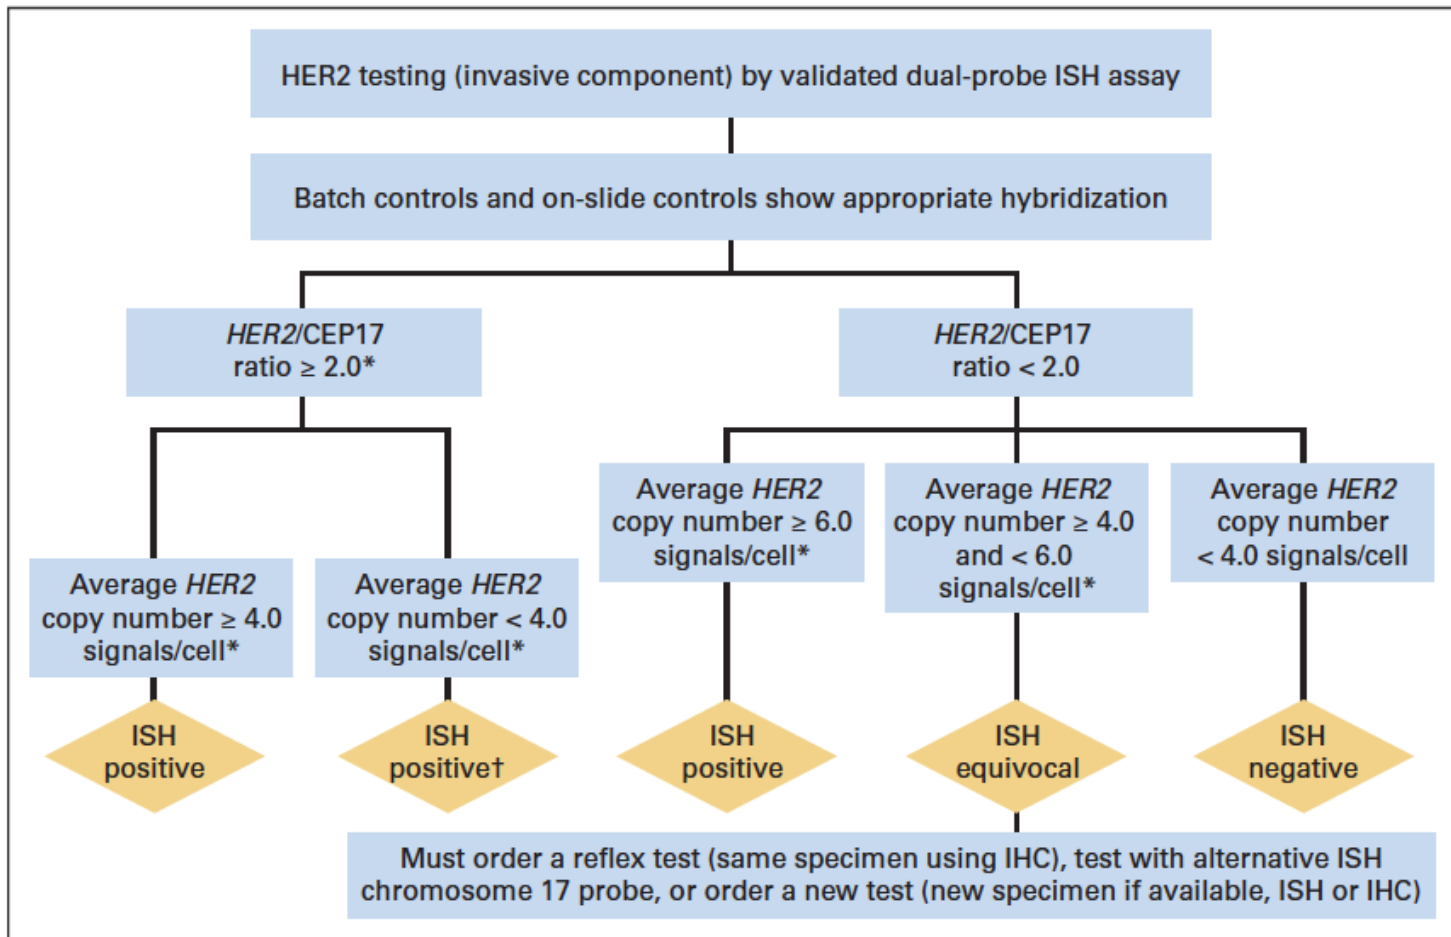 HER2 testing (invasive component) by validated dual-probe ISH assay
Batch controls and on-slide controls show appropriate hybridization
HER2/CEP17
ratio ≥ 2.0*
HER2/CEP17
ratio < 2.0
Average HER2
copy number ≥ 4.0
signals/cell*
Average HER2
copy number < 4.0
signals/cell*
Average HER2
copy number ≥ 6.0
signals/cell*
Average HER2
copy number ≥ 4.0
and < 6.0
signals/cell*
Average HER2
copy number
< 4.0 signals/cell
ISH
positive
ISH
positive†
ISH
positive
ISH
equivocal
ISH
negative
Must order a reflex test (same specimen using IHC), test with alternative ISH
chromosome 17 probe, or order a new test (new specimen if available, ISH or IHC)